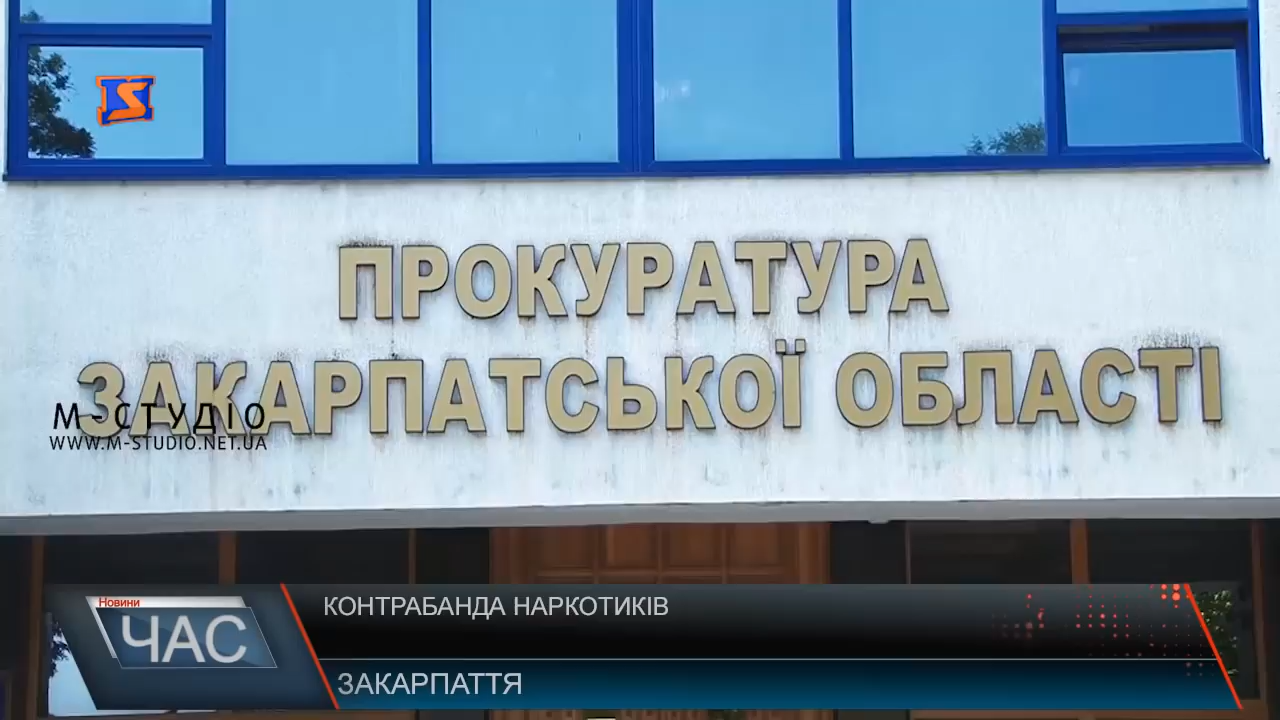 ПРОКУРАТУРА
ЗАКАРПАТСЬКОЇ ОБЛАСТІ
М-СТУДІО
WWW.M-STUDIO.NET.UA
Новини
ЧАС
КОНТРАБАНДА НАРКОТИКІВ
ЗАКАРПАТТЯ